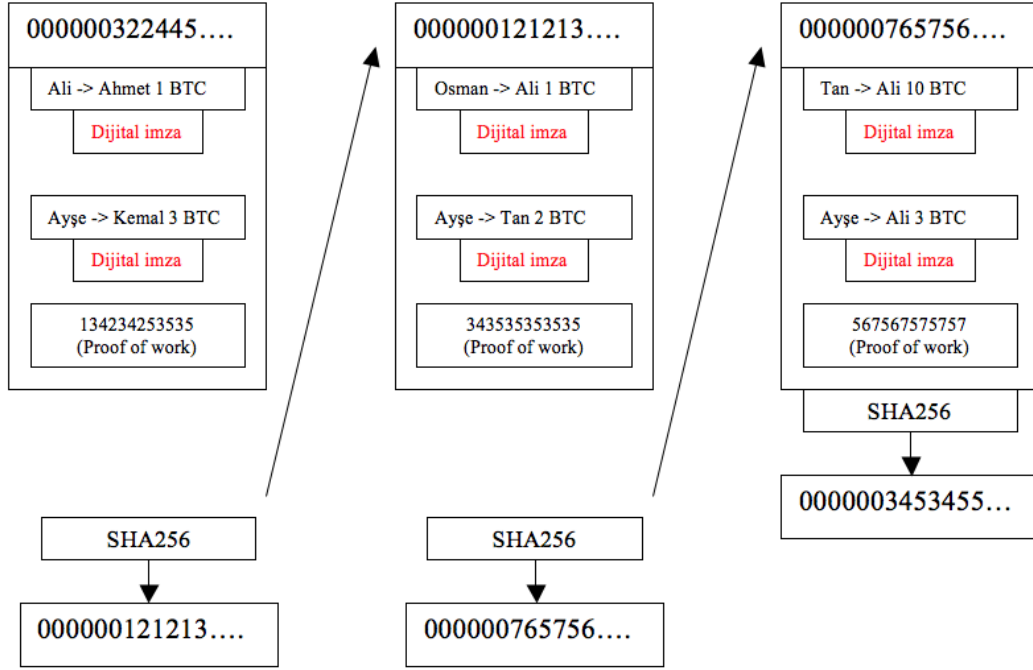 000000322445....
Ali -> Ahmet 1 BTC
Dijital imza
Ayşe -> Kemal 3 BTC
Dijital imza
134234253535
(Proof of work)
SHA256
000000121213....
000000121213....
Osman -> Ali 1 BTC
Dijital imza
Ayşe -> Tan 2 BTC
Dijital imza
343535353535
(Proof of work)
SHA256
000000765756....
000000765756....
Tan -> Ali 10 BTC
Dijital imza
Ayşe -> Ali 3 BTC
Dijital imza
567567575757
(Proof of work)
SHA256
0000003453455...